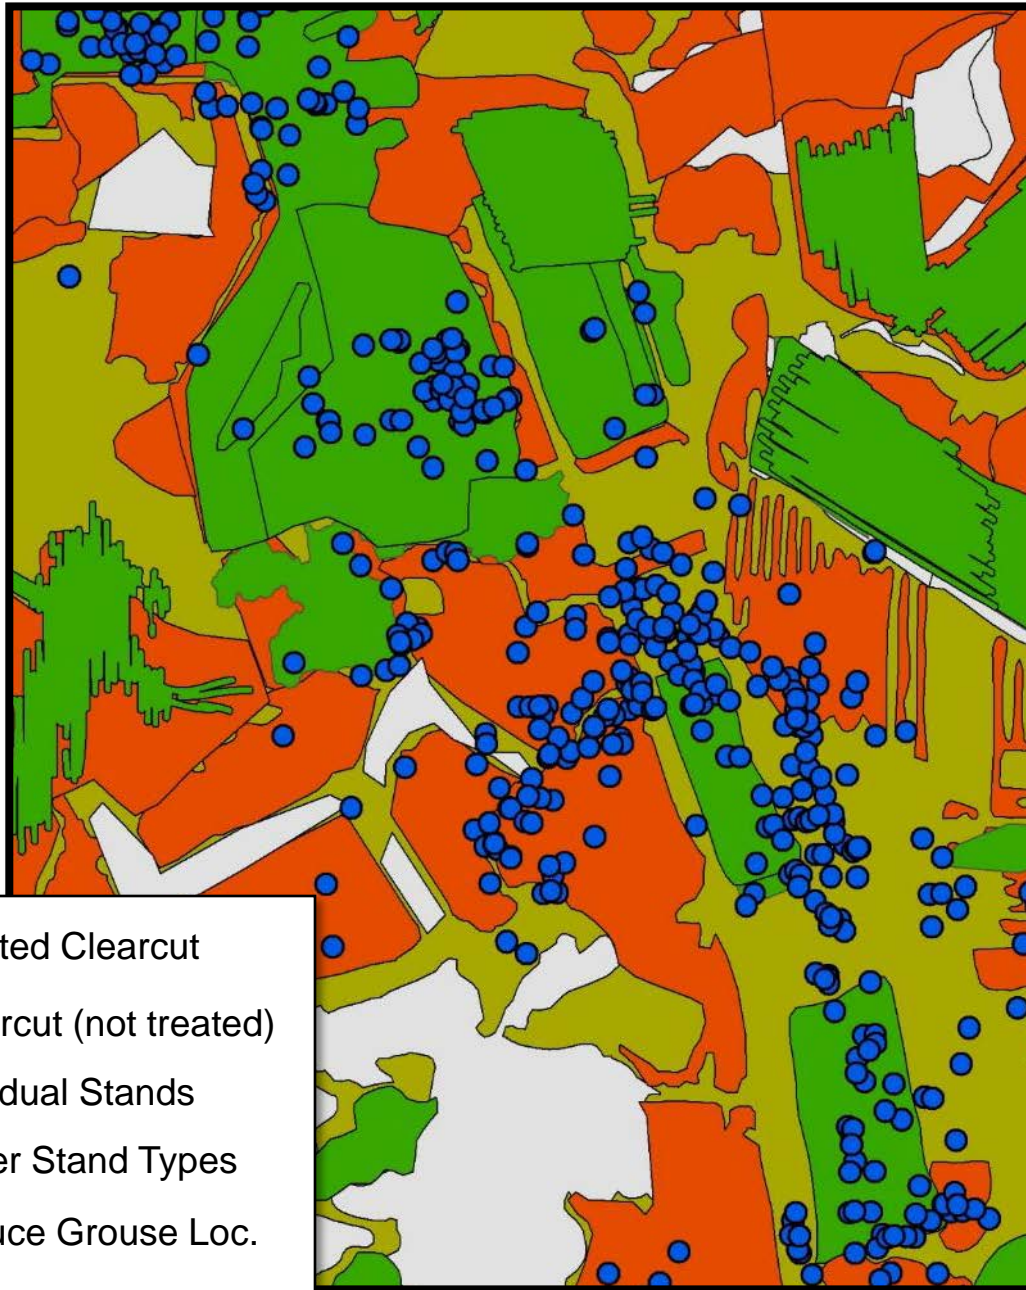 ted Clearcut
rcut (not treated)
dual Stands
er Stand Types
uce Grouse Loc.